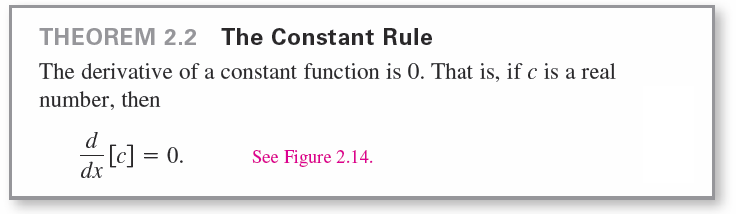 THEOREM 2.2 The Constant Rule
The derivative of a constant function is 0. That is, if c is a real
number, then
d/dx [c] = 0. See Figure 2.14.